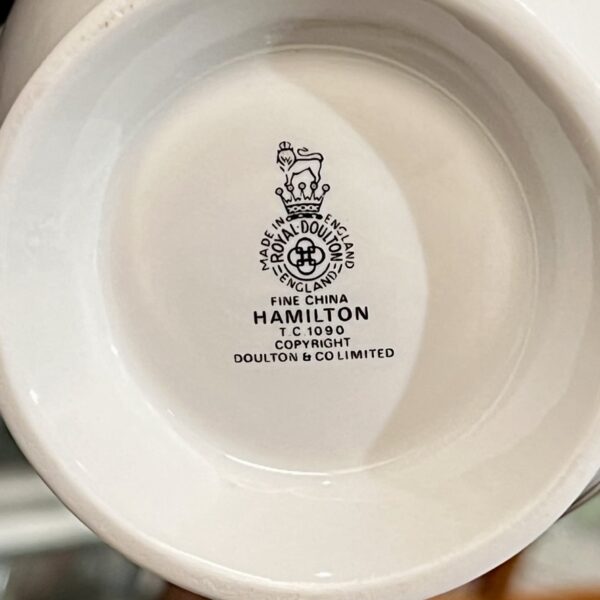 MADE IN ENGLAND
ROYAL·DOULTON
ENGLAND
FINE CHINA
HAMILTON
T.C.1090
COPYRIGHT
DOULTON & CO LIMITED